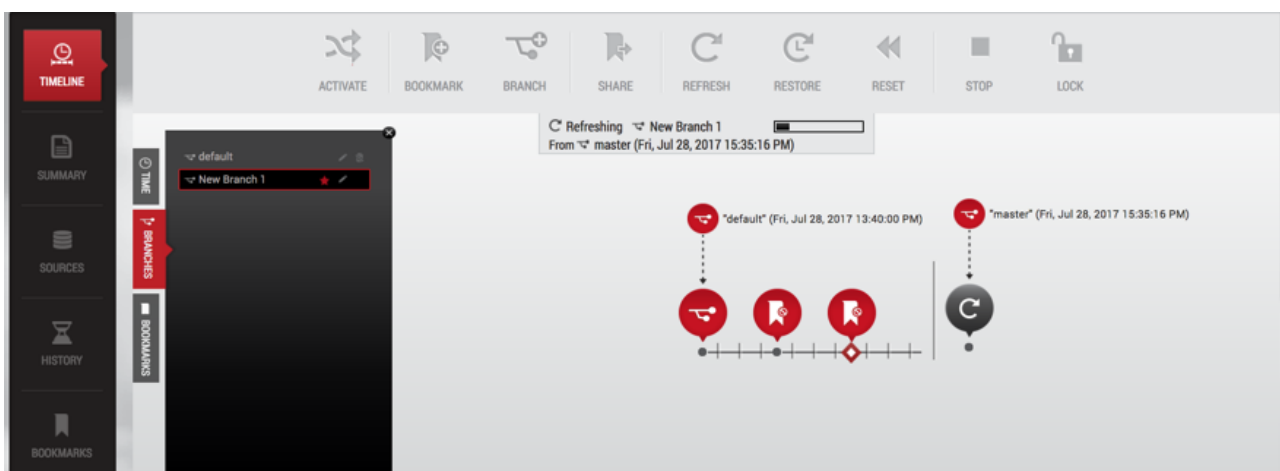 TIMELINE
SUMMARY
SOURCES
HISTORY
BOOKMARKS
ACTIVATE BOOKMARK BRANCH SHARE REFRESH RESTORE RESET STOP LOCK
Refreshing New Branch 1
From master (Fri, Jul 28, 2017 15:35:16 PM)
TIME
BRANCHES
BOOKMARKS
default
New Branch 1
"default" (Fri, Jul 28, 2017 13:40:00 PM)
"master" (Fri, Jul 28, 2017 15:35:16 PM)